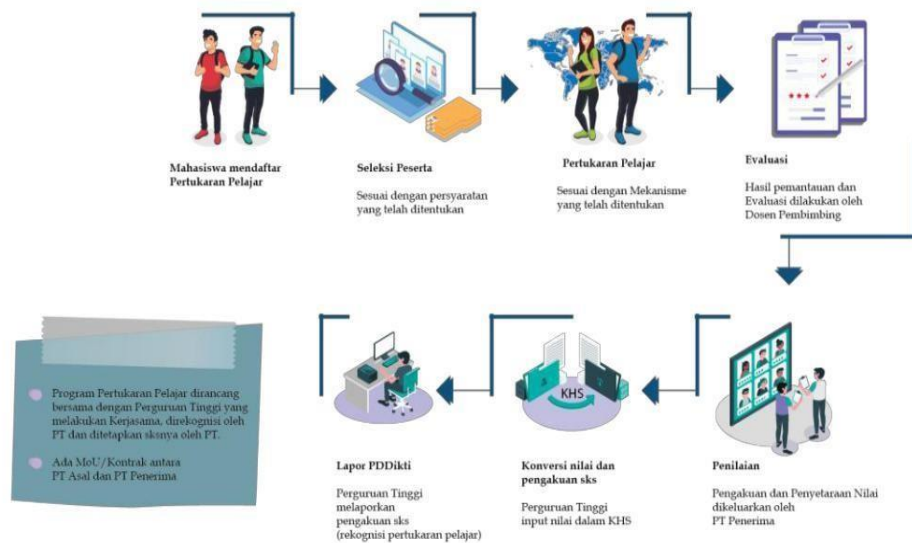 Mahasiswa mendaftar
Pertukaran Pelajar
Seleksi Peserta
Sesuai dengan persyaratan
yang telah ditentukan
Pertukaran Pelajar
Sesuai dengan Mekanisme
yang telah ditentukan
Evaluasi
Hasil pemantauan dan
Evaluasi dilakukan oleh
Dosen Pembimbing
Penilaian
Pengakuan dan Penyetaraan Nilai
dikeluarkan oleh
PT Penerima
KHS
Konversi nilai dan
pengakuan sks
Perguruan Tinggi
input nilai dalam KHS
Lapor PDDikti
Perguruan Tinggi
melaporkan
pengakuan sks
(rekognisi pertukaran pelajar)
Program Pertukaran Pelajar dirancang
bersama dengan Perguruan Tinggi yang
melakukan Kerjasama, direkognisi oleh
PT dan ditetapkan sksnya oleh PT.
Ada MoU/Kontrak antara
PT Asal dan PT Penerima